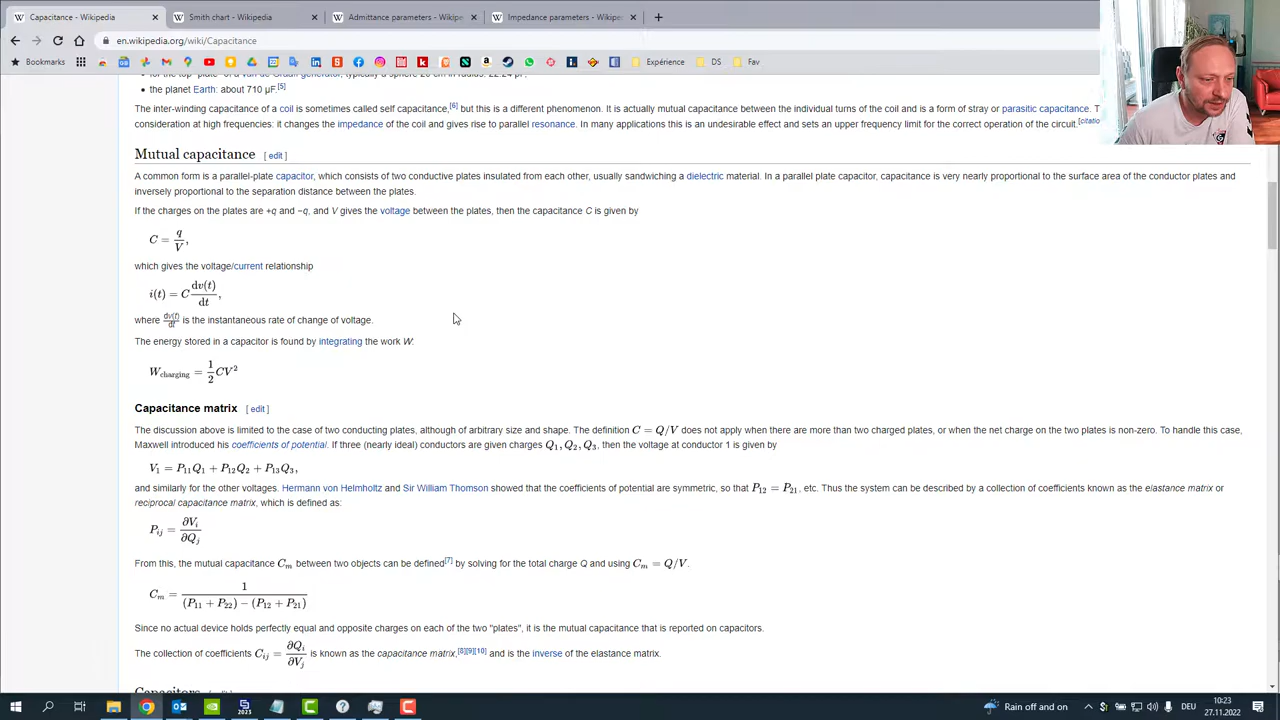 Capacitance - Wikipedia
Smith chart - Wikipedia
Admittance parameters - Wikipe
Impedance parameters - Wikipe
en.wikipedia.org/wiki/Capacitance
Bookmarks
Expérience
DS
Fav
the planet Earth: about 710 µF.[5]
The inter-winding capacitance of a coil is sometimes called self capacitance,[6] but this is a different phenomenon. It is actually mutual capacitance between the individual turns of the coil and is a form of stray or parasitic capacitance. T
consideration at high frequencies: it changes the impedance of the coil and gives rise to parallel resonance. In many applications this is an undesirable effect and sets an upper frequency limit for the correct operation of the circuit.[citatio
Mutual capacitance [ edit ]
A common form is a parallel-plate capacitor, which consists of two conductive plates insulated from each other, usually sandwiching a dielectric material. In a parallel plate capacitor, capacitance is very nearly proportional to the surface area of the conductor plates and
inversely proportional to the separation distance between the plates.
If the charges on the plates are +q and −q, and V gives the voltage between the plates, then the capacitance C is given by
C = q/V,
which gives the voltage/current relationship
i(t) = C dv(t)/dt,
where dv(t)/dt is the instantaneous rate of change of voltage.
The energy stored in a capacitor is found by integrating the work W:
W charging = 1/2 CV²
Capacitance matrix [ edit ]
The discussion above is limited to the case of two conducting plates, although of arbitrary size and shape. The definition C = Q/V does not apply when there are more than two charged plates, or when the net charge on the two plates is non-zero. To handle this case,
Maxwell introduced his coefficients of potential. If three (nearly ideal) conductors are given charges Q₁, Q₂, Q₃, then the voltage at conductor 1 is given by
V₁ = P₁₁Q₁ + P₁₂Q₂ + P₁₃Q₃,
and similarly for the other voltages. Hermann von Helmholtz and Sir William Thomson showed that the coefficients of potential are symmetric, so that P₁₂ = P₂₁, etc. Thus the system can be described by a collection of coefficients known as the elastance matrix or
reciprocal capacitance matrix, which is defined as:
Pᵢⱼ = ∂Vᵢ/∂Qⱼ
From this, the mutual capacitance Cₘ between two objects can be defined[7] by solving for the total charge Q and using Cₘ = Q/V.
Cₘ = 1/((P₁₁ + P₂₂) − (P₁₂ + P₂₁))
Since no actual device holds perfectly equal and opposite charges on each of the two "plates", it is the mutual capacitance that is reported on capacitors.
The collection of coefficients Cᵢⱼ = ∂Qᵢ/∂Vⱼ is known as the capacitance matrix,[8][9][10] and is the inverse of the elastance matrix.
Capacitors [ edit ]
Rain off and on
DEU
10:23
27.11.2022